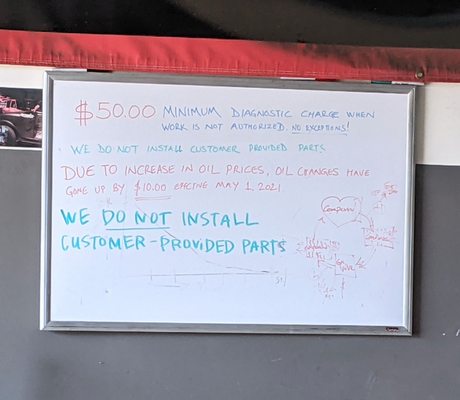 $50.00 MINIMUM DIAGNOSTIC CHARGE WHEN
WORK IS NOT AUTHORIZED. NO EXCEPTIONS!
WE DO NOT INSTALL CUSTOMER PROVIDED PARTS
DUE TO INCREASE IN OIL PRICES, OIL CHANGES HAVE
GONE UP BY $10.00 EFFECTING MAY 1, 2021
WE DO NOT INSTALL
CUSTOMER-PROVIDED PARTS